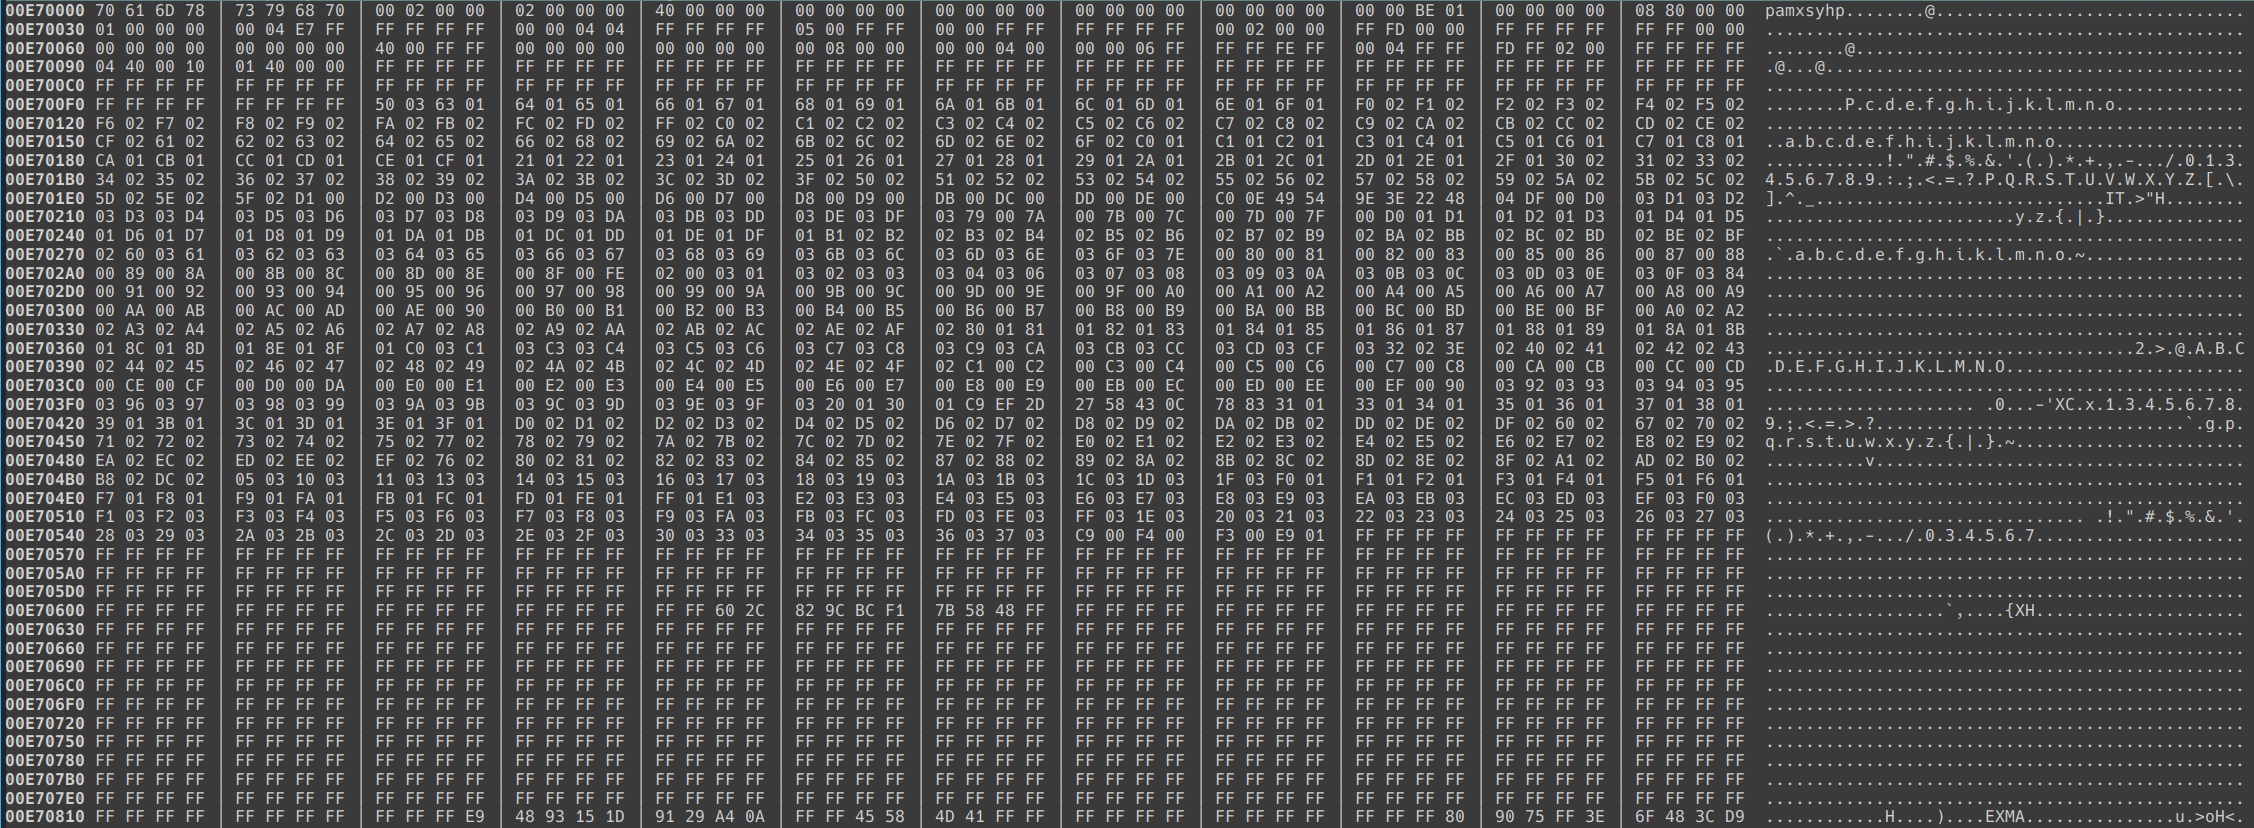 00E70000 70 61 6D 78 73 79 68 70 00 02 00 00 02 00 00 00 40 00 00 00 00 00 00 00 00 00 00 00 00 00 00 00 00 00 00 00 00 00 BE 01 00 00 00 00 08 80 00 00 pamxsyhp........@...............................
00E70030 01 00 00 00 00 04 E7 FF FF FF FF FF 00 00 04 04 FF FF FF FF 05 00 FF FF 00 00 FF FF FF FF FF FF 00 02 00 00 FF FD 00 00 FF FF FF FF FF FF 00 00 ................................................
00E70060 00 00 00 00 00 00 00 00 40 00 FF FF 00 00 00 00 00 00 00 00 00 08 00 00 00 00 04 00 00 00 06 FF FF FF FE FF 00 04 FF FF FD FF 02 00 FF FF FF FF ........@.......................................
00E70090 04 40 00 10 01 40 00 00 FF FF FF FF FF FF FF FF FF FF FF FF FF FF FF FF FF FF FF FF FF FF FF FF FF FF FF FF FF FF FF FF FF FF FF FF FF FF FF FF .@...@..........................................
00E700C0 FF FF FF FF FF FF FF FF FF FF FF FF FF FF FF FF FF FF FF FF FF FF FF FF FF FF FF FF FF FF FF FF FF FF FF FF FF FF FF FF FF FF FF FF FF FF FF FF ................................................
00E700F0 FF FF FF FF FF FF FF FF 50 03 63 01 64 01 65 01 66 01 67 01 68 01 69 01 6A 01 6B 01 6C 01 6D 01 6E 01 6F 01 F0 02 F1 02 F2 02 F3 02 F4 02 F5 02 ........P.c.d.e.f.g.h.i.j.k.l.m.n.o.............
00E70120 F6 02 F7 02 F8 02 F9 02 FA 02 FB 02 FC 02 FD 02 FF 02 C0 02 C1 02 C2 02 C3 02 C4 02 C5 02 C6 02 C7 02 C8 02 C9 02 CA 02 CB 02 CC 02 CD 02 CE 02 ................................................
00E70150 CF 02 61 02 62 02 63 02 64 02 65 02 66 02 68 02 69 02 6A 02 6B 02 6C 02 6D 02 6E 02 6F 02 C0 01 C1 01 C2 01 C3 01 C4 01 C5 01 C6 01 C7 01 C8 01 ..a.b.c.d.e.f.h.i.j.k.l.m.n.o...................
00E70180 CA 01 CB 01 CC 01 CD 01 CE 01 CF 01 21 01 22 01 23 01 24 01 25 01 26 01 27 01 28 01 29 01 2A 01 2B 01 2C 01 2D 01 2E 01 2F 01 30 02 31 02 33 02 ............!.".#.$.%.&.'.(.).*.+.,.-.../.0.1.3.
00E701B0 34 02 35 02 36 02 37 02 38 02 39 02 3A 02 3B 02 3C 02 3D 02 3F 02 50 02 51 02 52 02 53 02 54 02 55 02 56 02 57 02 58 02 59 02 5A 02 5B 02 5C 02 4.5.6.7.8.9.:.;.<.=.?.P.Q.R.S.T.U.V.W.X.Y.Z.[.\.
00E701E0 5D 02 5E 02 5F 02 D1 00 D2 00 D3 00 D4 00 D5 00 D6 00 D7 00 D8 00 D9 00 DB 00 DC 00 DD 00 DE 00 C0 0E 49 54 9E 3E 22 48 04 DF 00 D0 03 D1 03 D2 ].^._.............................IT.>"H........
00E70210 03 D3 03 D4 03 D5 03 D6 03 D7 03 D8 03 D9 03 DA 03 DB 03 DD 03 DE 03 DF 03 79 00 7A 00 7B 00 7C 00 7D 00 7F 00 D0 01 D1 01 D2 01 D3 01 D4 01 D5 .........................y.z.{.|.}..............
00E70240 01 D6 01 D7 01 D8 01 D9 01 DA 01 DB 01 DC 01 DD 01 DE 01 DF 01 B1 02 B2 02 B3 02 B4 02 B5 02 B6 02 B7 02 B9 02 BA 02 BB 02 BC 02 BD 02 BE 02 BF ................................................
00E70270 02 60 03 61 03 62 03 63 03 64 03 65 03 66 03 67 03 68 03 69 03 6B 03 6C 03 6D 03 6E 03 6F 03 7E 00 80 00 81 00 82 00 83 00 85 00 86 00 87 00 88 .`.a.b.c.d.e.f.g.h.i.k.l.m.n.o.~................
00E702A0 00 89 00 8A 00 8B 00 8C 00 8D 00 8E 00 8F 00 FE 02 00 03 01 03 02 03 03 03 04 03 06 03 07 03 08 03 09 03 0A 03 0B 03 0C 03 0D 03 0E 03 0F 03 84 ................................................
00E702D0 00 91 00 92 00 93 00 94 00 95 00 96 00 97 00 98 00 99 00 9A 00 9B 00 9C 00 9D 00 9E 00 9F 00 A0 00 A1 00 A2 00 A4 00 A5 00 A6 00 A7 00 A8 00 A9 ................................................
00E70300 00 AA 00 AB 00 AC 00 AD 00 AE 00 90 00 B0 00 B1 00 B2 00 B3 00 B4 00 B5 00 B6 00 B7 00 B8 00 B9 00 BA 00 BB 00 BC 00 BD 00 BE 00 BF 00 A0 02 A2 ................................................
00E70330 02 A3 02 A4 02 A5 02 A6 02 A7 02 A8 02 A9 02 AA 02 AB 02 AC 02 AE 02 AF 02 80 01 81 01 82 01 83 01 84 01 85 01 86 01 87 01 88 01 89 01 8A 01 8B ................................................
00E70360 01 8C 01 8D 01 8E 01 8F 01 C0 03 C1 03 C3 03 C4 03 C5 03 C6 03 C7 03 C8 03 C9 03 CA 03 CB 03 CC 03 CD 03 CF 03 32 02 3E 02 40 02 41 02 42 02 43 .....................................2.>.@.A.B.C
00E70390 02 44 02 45 02 46 02 47 02 48 02 49 02 4A 02 4B 02 4C 02 4D 02 4E 02 4F 02 C1 00 C2 00 C3 00 C4 00 C5 00 C6 00 C7 00 C8 00 CA 00 CB 00 CC 00 CD .D.E.F.G.H.I.J.K.L.M.N.O........................
00E703C0 00 CE 00 CF 00 D0 00 DA 00 E0 00 E1 00 E2 00 E3 00 E4 00 E5 00 E6 00 E7 00 E8 00 E9 00 EB 00 EC 00 ED 00 EE 00 EF 00 90 03 92 03 93 03 94 03 95 ................................................
00E703F0 03 96 03 97 03 98 03 99 03 9A 03 9B 03 9C 03 9D 03 9E 03 9F 03 20 01 30 01 C9 EF 2D 27 58 43 0C 78 83 31 01 33 01 34 01 35 01 36 01 37 01 38 01 ..................... .0...-'XC.x.1.3.4.5.6.7.8.
00E70420 39 01 3B 01 3C 01 3D 01 3E 01 3F 01 D0 02 D1 02 D2 02 D3 02 D4 02 D5 02 D6 02 D7 02 D8 02 D9 02 DA 02 DB 02 DD 02 DE 02 DF 02 60 02 67 02 70 02 9.;.<.=.>.?...............................`.g.p.
00E70450 71 02 72 02 73 02 74 02 75 02 77 02 78 02 79 02 7A 02 7B 02 7C 02 7D 02 7E 02 7F 02 E0 02 E1 02 E2 02 E3 02 E4 02 E5 02 E6 02 E7 02 E8 02 E9 02 q.r.s.t.u.w.x.y.z.{.|.}.~.......................
00E70480 EA 02 EC 02 ED 02 EE 02 EF 02 76 02 80 02 81 02 82 02 83 02 84 02 85 02 87 02 88 02 89 02 8A 02 8B 02 8C 02 8D 02 8E 02 8F 02 A1 02 AD 02 B0 02 ..........v.....................................
00E704B0 B8 02 DC 02 05 03 10 03 11 03 13 03 14 03 15 03 16 03 17 03 18 03 19 03 1A 03 1B 03 1C 03 1D 03 1F 03 F0 01 F1 01 F2 01 F3 01 F4 01 F5 01 F6 01 ................................................
00E704E0 F7 01 F8 01 F9 01 FA 01 FB 01 FC 01 FD 01 FE 01 FF 01 E1 03 E2 03 E3 03 E4 03 E5 03 E6 03 E7 03 E8 03 E9 03 EA 03 EB 03 EC 03 ED 03 EF 03 F0 03 ................................................
00E70510 F1 03 F2 03 F3 03 F4 03 F5 03 F6 03 F7 03 F8 03 F9 03 FA 03 FB 03 FC 03 FD 03 FE 03 FF 03 1E 03 20 03 21 03 22 03 23 03 24 03 25 03 26 03 27 03 ................................ .!.".#.$.%.&.'.
00E70540 28 03 29 03 2A 03 2B 03 2C 03 2D 03 2E 03 2F 03 30 03 33 03 34 03 35 03 36 03 37 03 C9 00 F4 00 F3 00 E9 01 FF FF FF FF FF FF FF FF FF FF FF FF (.).*.+.,.-.../.0.3.4.5.6.7.....................
00E70570 FF FF FF FF FF FF FF FF FF FF FF FF FF FF FF FF FF FF FF FF FF FF FF FF FF FF FF FF FF FF FF FF FF FF FF FF FF FF FF FF FF FF FF FF FF FF FF FF ................................................
00E705A0 FF FF FF FF FF FF FF FF FF FF FF FF FF FF FF FF FF FF FF FF FF FF FF FF FF FF FF FF FF FF FF FF FF FF FF FF FF FF FF FF FF FF FF FF FF FF FF FF ................................................
00E705D0 FF FF FF FF FF FF FF FF FF FF FF FF FF FF FF FF FF FF FF FF FF FF FF FF FF FF FF FF FF FF FF FF FF FF FF FF FF FF FF FF FF FF FF FF FF FF FF FF ................................................
00E70600 FF FF FF FF FF FF FF FF FF FF FF FF FF FF FF FF FF FF 60 2C 82 9C BC F1 7B 58 48 FF FF FF FF FF FF FF FF FF FF FF FF FF FF FF FF FF FF FF FF FF ..................`,....{XH.....................
00E70630 FF FF FF FF FF FF FF FF FF FF FF FF FF FF FF FF FF FF FF FF FF FF FF FF FF FF FF FF FF FF FF FF FF FF FF FF FF FF FF FF FF FF FF FF FF FF FF FF ................................................
00E70660 FF FF FF FF FF FF FF FF FF FF FF FF FF FF FF FF FF FF FF FF FF FF FF FF FF FF FF FF FF FF FF FF FF FF FF FF FF FF FF FF FF FF FF FF FF FF FF FF ................................................
00E70690 FF FF FF FF FF FF FF FF FF FF FF FF FF FF FF FF FF FF FF FF FF FF FF FF FF FF FF FF FF FF FF FF FF FF FF FF FF FF FF FF FF FF FF FF FF FF FF FF ................................................
00E706C0 FF FF FF FF FF FF FF FF FF FF FF FF FF FF FF FF FF FF FF FF FF FF FF FF FF FF FF FF FF FF FF FF FF FF FF FF FF FF FF FF FF FF FF FF FF FF FF FF ................................................
00E706F0 FF FF FF FF FF FF FF FF FF FF FF FF FF FF FF FF FF FF FF FF FF FF FF FF FF FF FF FF FF FF FF FF FF FF FF FF FF FF FF FF FF FF FF FF FF FF FF FF ................................................
00E70720 FF FF FF FF FF FF FF FF FF FF FF FF FF FF FF FF FF FF FF FF FF FF FF FF FF FF FF FF FF FF FF FF FF FF FF FF FF FF FF FF FF FF FF FF FF FF FF FF ................................................
00E70750 FF FF FF FF FF FF FF FF FF FF FF FF FF FF FF FF FF FF FF FF FF FF FF FF FF FF FF FF FF FF FF FF FF FF FF FF FF FF FF FF FF FF FF FF FF FF FF FF ................................................
00E70780 FF FF FF FF FF FF FF FF FF FF FF FF FF FF FF FF FF FF FF FF FF FF FF FF FF FF FF FF FF FF FF FF FF FF FF FF FF FF FF FF FF FF FF FF FF FF FF FF ................................................
00E707B0 FF FF FF FF FF FF FF FF FF FF FF FF FF FF FF FF FF FF FF FF FF FF FF FF FF FF FF FF FF FF FF FF FF FF FF FF FF FF FF FF FF FF FF FF FF FF FF FF ................................................
00E707E0 FF FF FF FF FF FF FF FF FF FF FF FF FF FF FF FF FF FF FF FF FF FF FF FF FF FF FF FF FF FF FF FF FF FF FF FF FF FF FF FF FF FF FF FF FF FF FF FF ................................................
00E70810 FF FF FF FF FF FF FF FF FF FF FF E9 48 93 15 1D 91 29 A4 0A FF FF 45 58 4D 41 FF FF FF FF FF FF FF FF FF FF FF FF FF 80 90 75 FF 3E 6F 48 3C D9 ............H....)....EXMA...............u.>oH<.